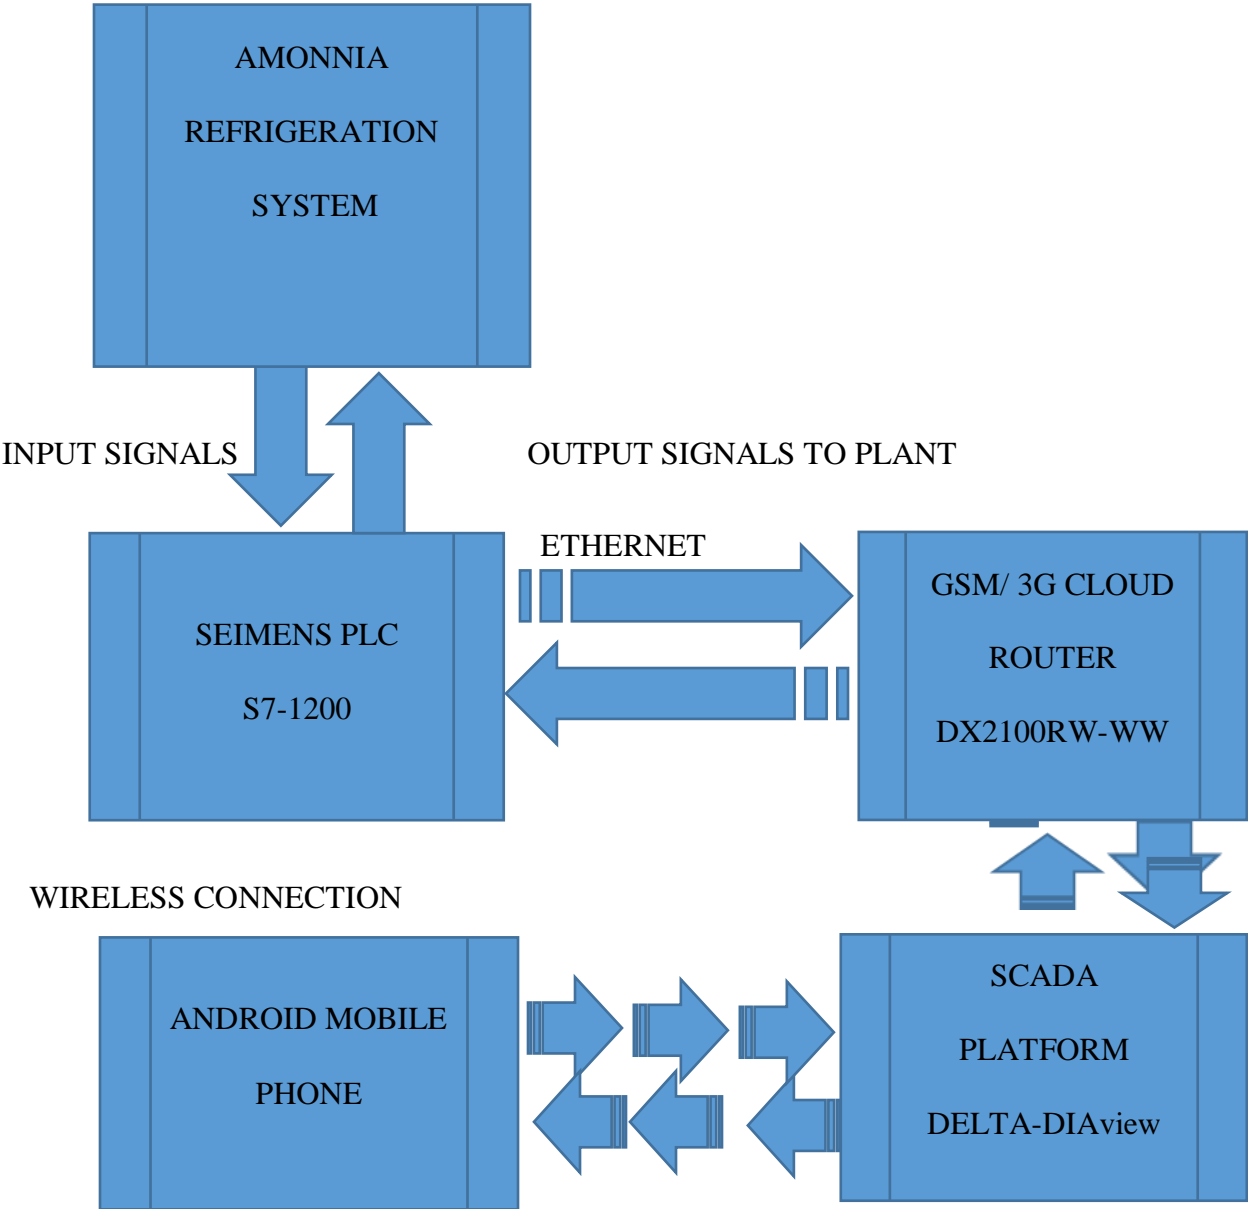 AMONNIA
REFRIGERATION
SYSTEM
INPUT SIGNALS
OUTPUT SIGNALS TO PLANT
ETHERNET
SEIMENS PLC
S7-1200
GSM/ 3G CLOUD
ROUTER
DX2100RW-WW
WIRELESS CONNECTION
ANDROID MOBILE
PHONE
SCADA
PLATFORM
DELTA-DIAview